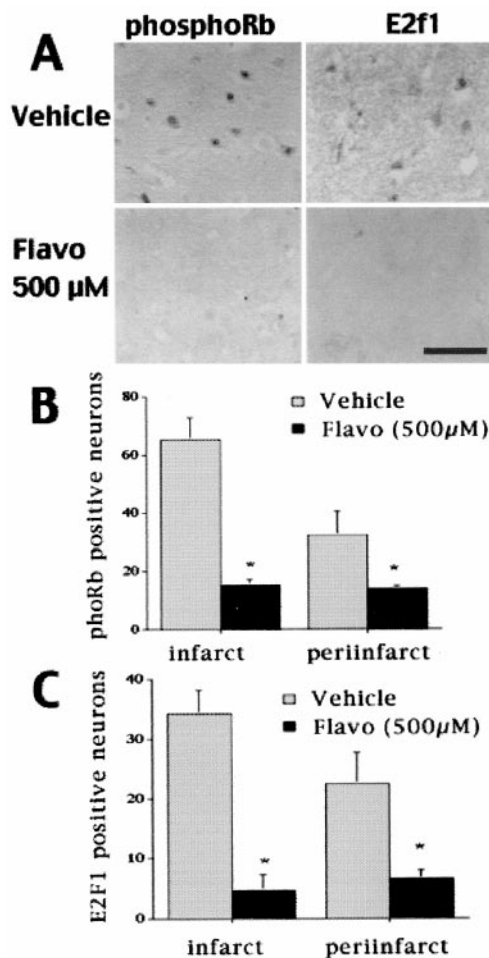 phosphoRb E2f1
A
Vehicle
Flavo
500 µM
B
80
60
40
20
0
phoRb positive neurons
Vehicle
Flavo (500µM)
*
*
infarct periinfarct
C
40
30
20
10
0
E2F1 positive neurons
Vehicle
Flavo (500µM)
*
*
infarct periinfarct